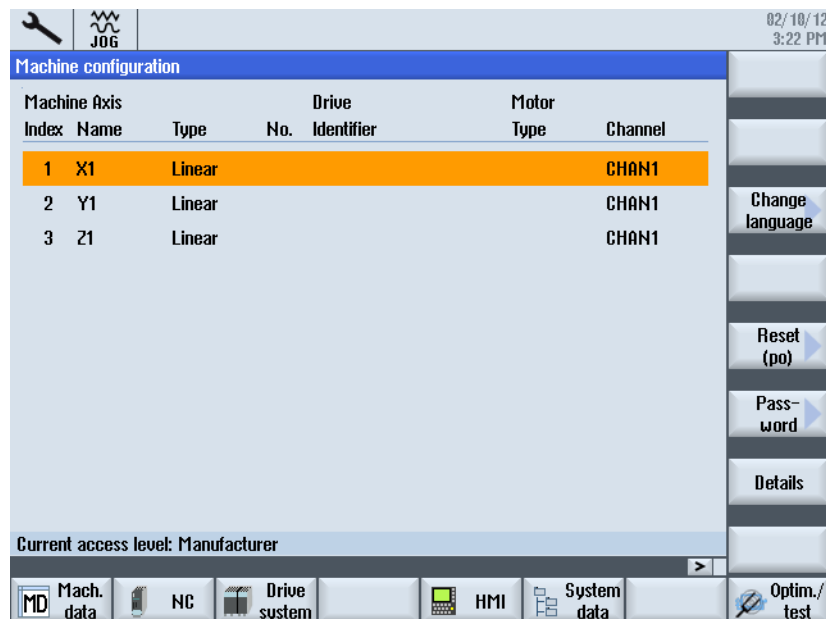 02/10/12
JOG
3:22 PM
Machine configuration
Machine Axis Drive Motor
Index Name Type No. Identifier Type Channel
1 X1 Linear CHAN1
2 Y1 Linear CHAN1
3 Z1 Linear CHAN1
Change
language
Reset
(po)
Pass-
word
Details
Current access level: Manufacturer
>
MD Mach.
data
NC
Drive
system
HMI
System
data
Optim./
test